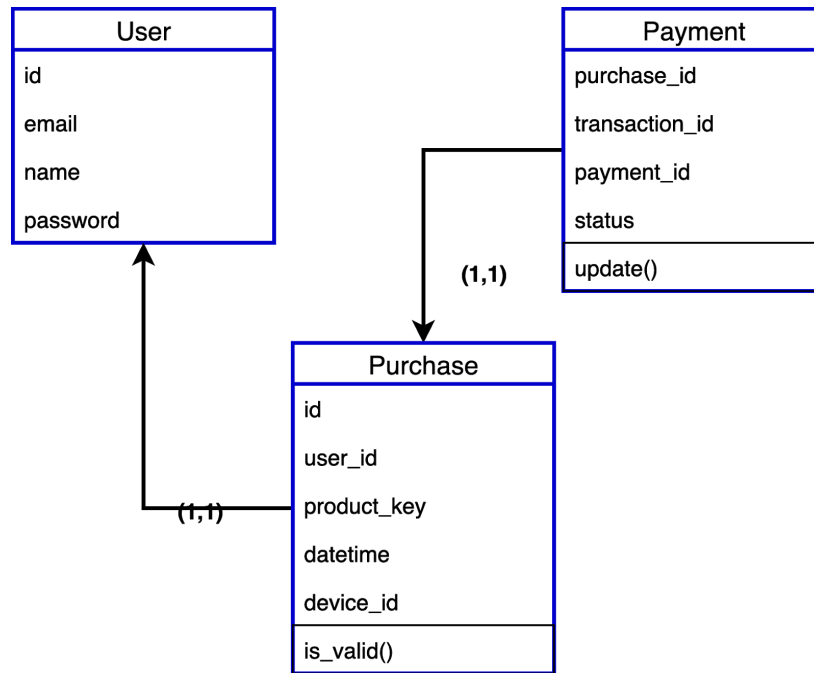 User
id
email
name
password
Payment
purchase_id
transaction_id
payment_id
status
update()
(1,1)
(1,1)
Purchase
id
user_id
product_key
datetime
device_id
is_valid()